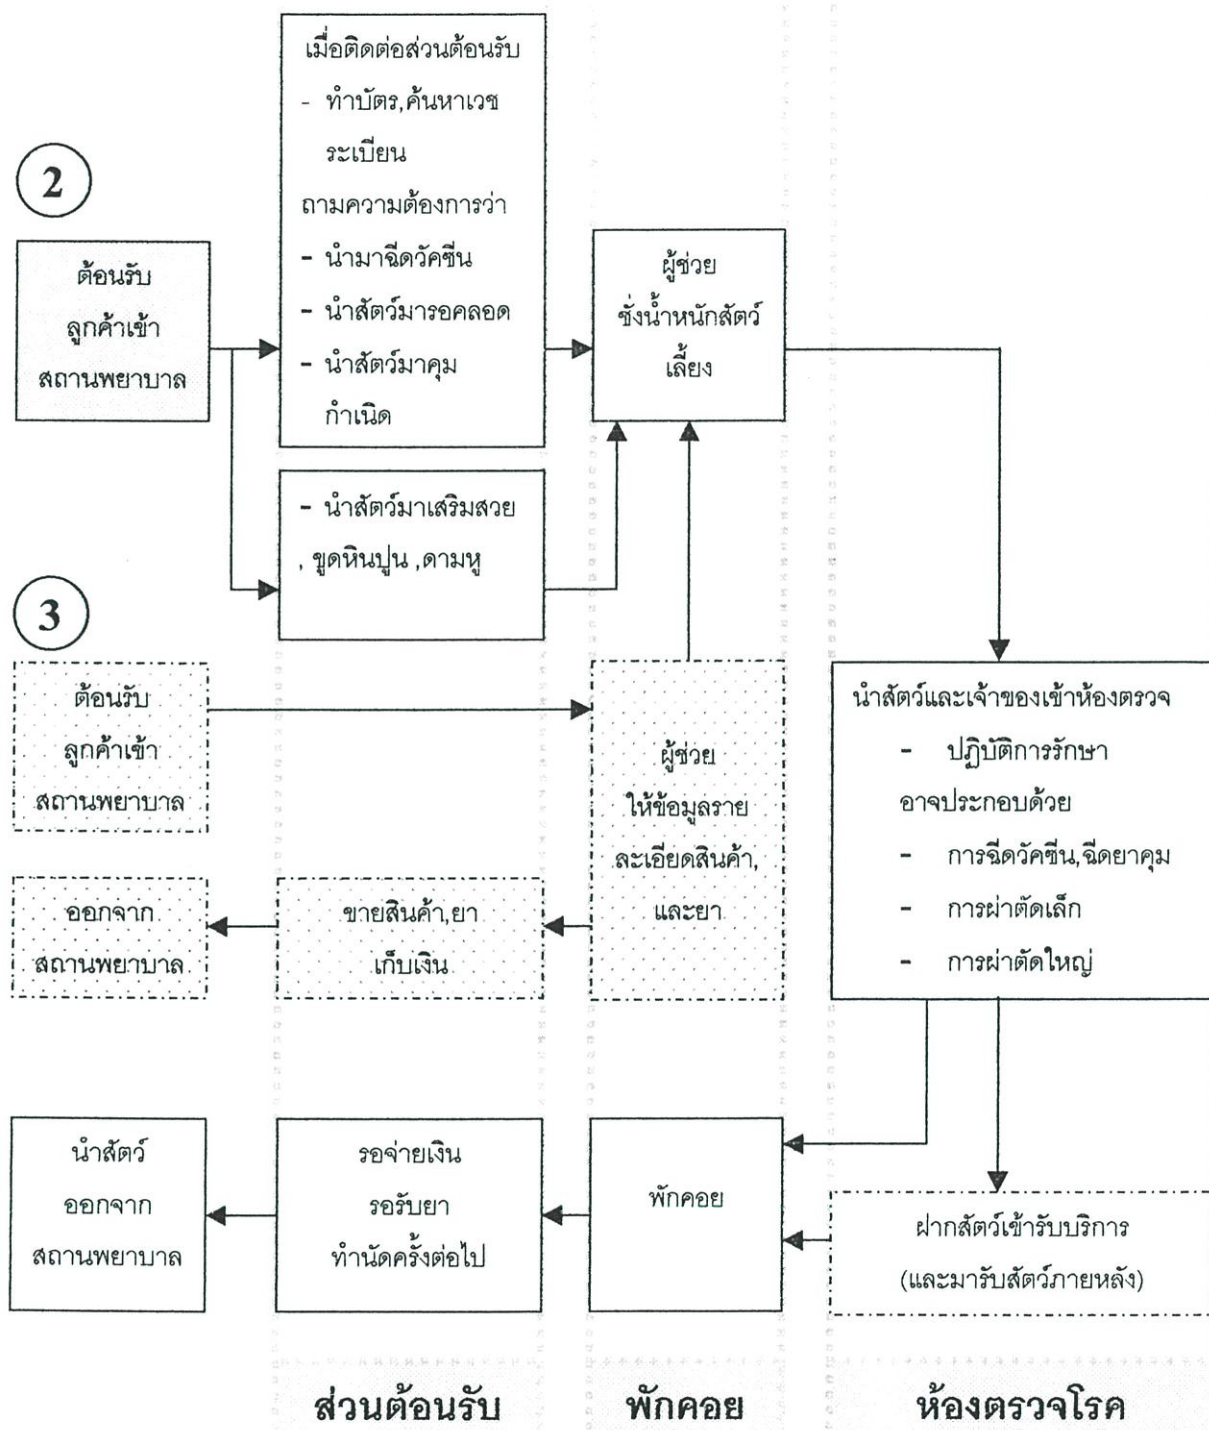 เมื่อติดต่อส่วนต้อนรับ
- ทำบัตร,ค้นหาเวช
ระเบียน
ถามความต้องการว่า
- นำมาฉีดวัคซีน
- นำสัตว์มารอคลอด
- นำสัตว์มาคุม
กำเนิด
2
ต้อนรับ
ลูกค้าเข้า
สถานพยาบาล
ผู้ช่วย
ชั่งน้ำหนักสัตว์
เลี้ยง
- นำสัตว์มาเสริมสวย
, ขูดหินปูน ,ดามหู
3
ต้อนรับ
ลูกค้าเข้า
สถานพยาบาล
ผู้ช่วย
ให้ข้อมูลราย
ละเอียดสินค้า,
และยา
นำสัตว์และเจ้าของเข้าห้องตรวจ
- ปฏิบัติการรักษา
อาจประกอบด้วย
- การฉีดวัคซีน,ฉีดยาคุม
- การผ่าตัดเล็ก
- การผ่าตัดใหญ่
ออกจาก
สถานพยาบาล
ขายสินค้า,ยา
เก็บเงิน
นำสัตว์
ออกจาก
สถานพยาบาล
รอจ่ายเงิน
รอรับยา
ทำนัดครั้งต่อไป
พักคอย
ฝากสัตว์เข้ารับบริการ
(และมารับสัตว์ภายหลัง)
ส่วนต้อนรับ
พักคอย
ห้องตรวจโรค